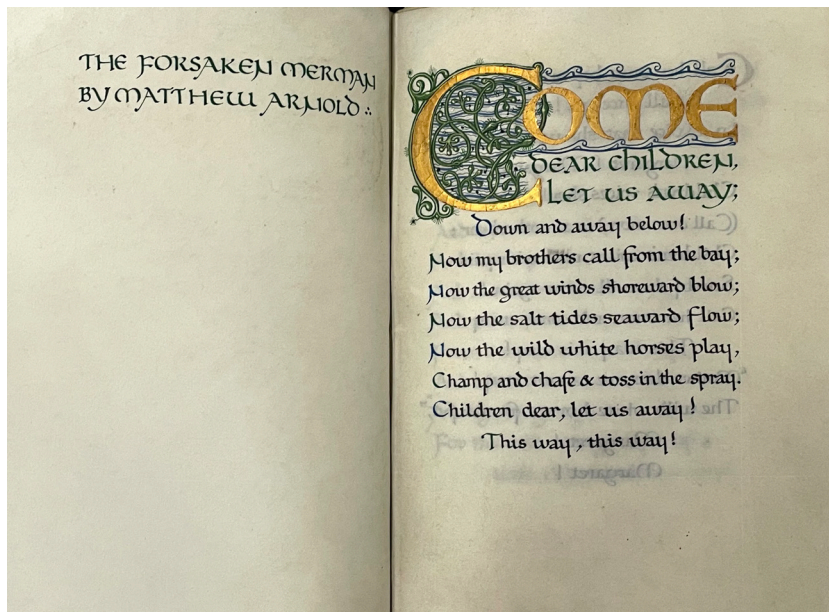 THE FORSAKEN MERMAN
BY MATTHEW ARNOLD ∴
COME
DEAR CHILDREN,
LET US AWAY;
Down and away below!
Now my brothers call from the bay;
Now the great winds shoreward blow;
Now the salt tides seaward flow;
Now the wild white horses play,
Champ and chafe & toss in the spray.
Children dear, let us away!
This way, this way!
Margaret!